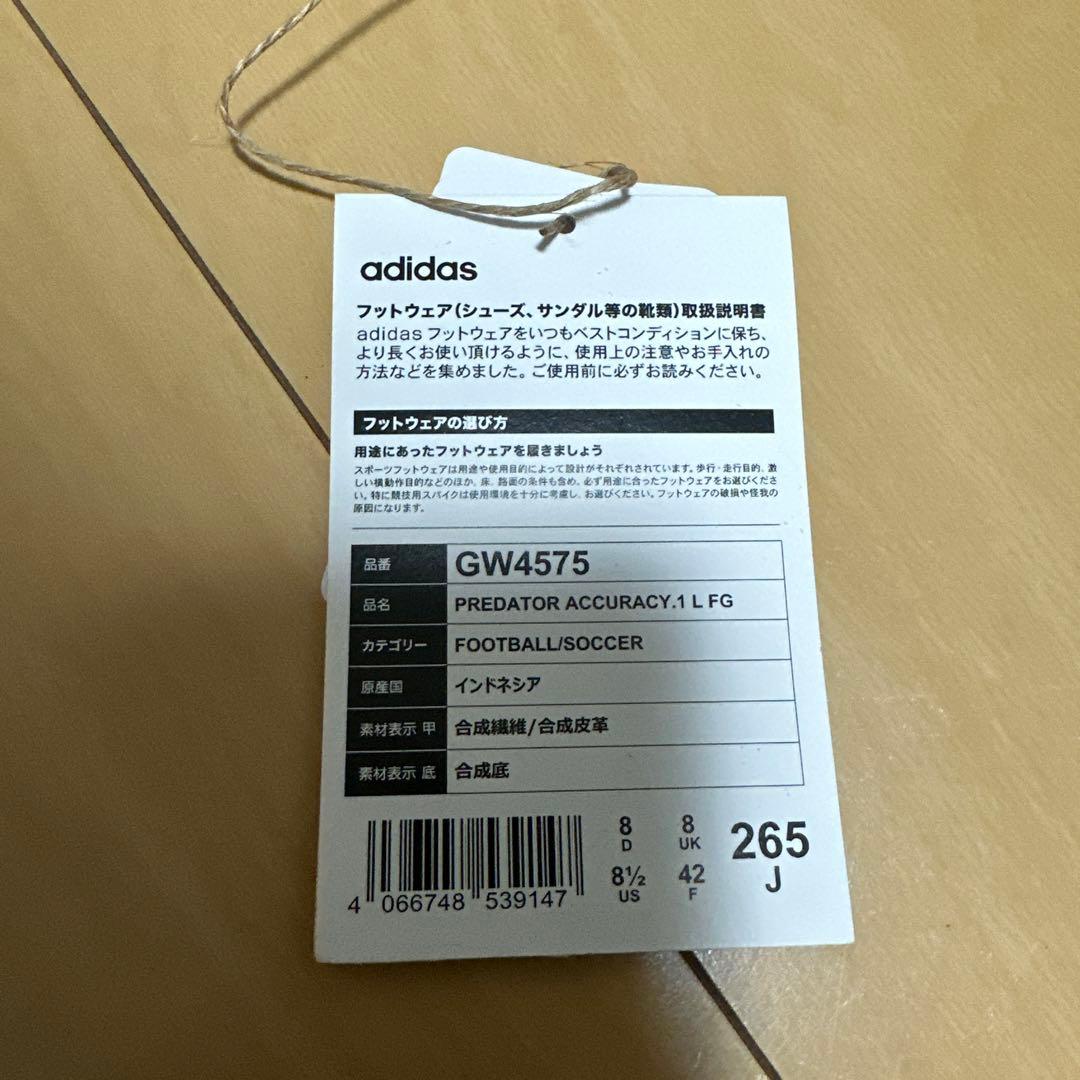 adidas
フットウェア(シューズ、サンダル等の靴類)取扱説明書
adidas フットウェアをいつもベストコンディションに保ち、
より長くお使い頂けるように、使用上の注意やお手入れの
方法などを集めました。ご使用前に必ずお読みください。
フットウェアの選び方
用途にあったフットウェアを履きましょう
スポーツフットウェアは用途や使用目的によって設計がそれぞれされています。歩行・走行目的、激
しい横動作目的などのほか、床、路面の条件も含め、必ず用途に合ったフットウェアをお選びくださ
い。特に競技用スパイクは使用環境を十分に考慮し、お選びください。フットウェアの破損や怪我の
原因になります。
品番 GW4575
品名 PREDATOR ACCURACY.1 L FG
カテゴリー FOOTBALL/SOCCER
原産国 インドネシア
素材表示 甲 合成繊維/合成皮革
素材表示 底 合成底
8 8 265
D UK J
8½ 42
US F
4 066748 539147